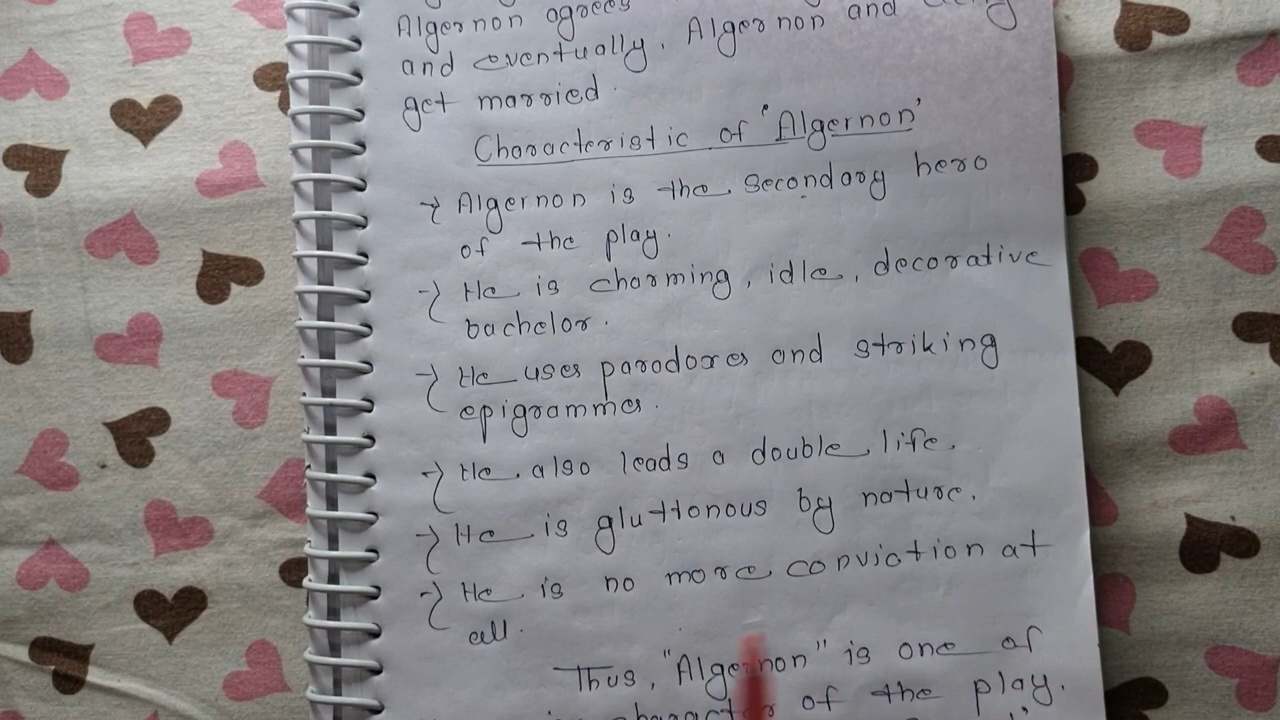 Algernon agrees
and eventually. Algernon and
get married.
Characteristic of 'Algernon'
Algernon is the secondary hero
of the play.
He is charming, idle, decorative
bachelor.
He uses paradoxes and striking
epigrammes.
He also leads a double life.
He is gluttonous by nature.
He is no more conviction at
all.
Thus, "Algernon" is one of
character of the play.